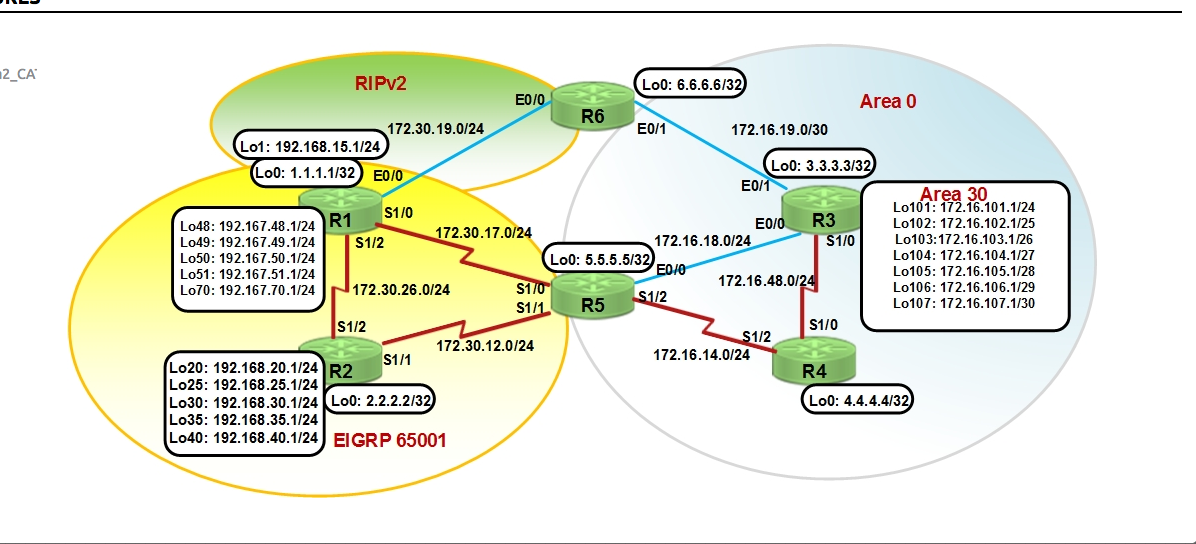 RIPv2
Lo0: 6.6.6.6/32
Area 0
E0/0
R6
E0/1
172.30.19.0/24
172.16.19.0/30
Lo1: 192.168.15.1/24
Lo0: 1.1.1.1/32
E0/0
Lo0: 3.3.3.3/32
E0/1
Area 30
Lo101: 172.16.101.1/24
Lo102: 172.16.102.1/25
Lo103:172.16.103.1/26
Lo104: 172.16.104.1/27
Lo105: 172.16.105.1/28
Lo106: 172.16.106.1/29
Lo107: 172.16.107.1/30
R1
S1/0
S1/2
Lo48: 192.167.48.1/24
Lo49: 192.167.49.1/24
Lo50: 192.167.50.1/24
Lo51: 192.167.51.1/24
Lo70: 192.167.70.1/24
172.30.17.0/24
E0/0
R3
S1/0
172.16.18.0/24
Lo0: 5.5.5.5/32
E0/0
172.16.48.0/24
172.30.26.0/24
S1/0
S1/1
R5
S1/2
S1/2
S1/1
R2
172.30.12.0/24
172.16.14.0/24
S1/2
S1/0
R4
Lo20: 192.168.20.1/24
Lo25: 192.168.25.1/24
Lo30: 192.168.30.1/24
Lo35: 192.168.35.1/24
Lo40: 192.168.40.1/24
Lo0: 2.2.2.2/32
Lo0: 4.4.4.4/32
EIGRP 65001